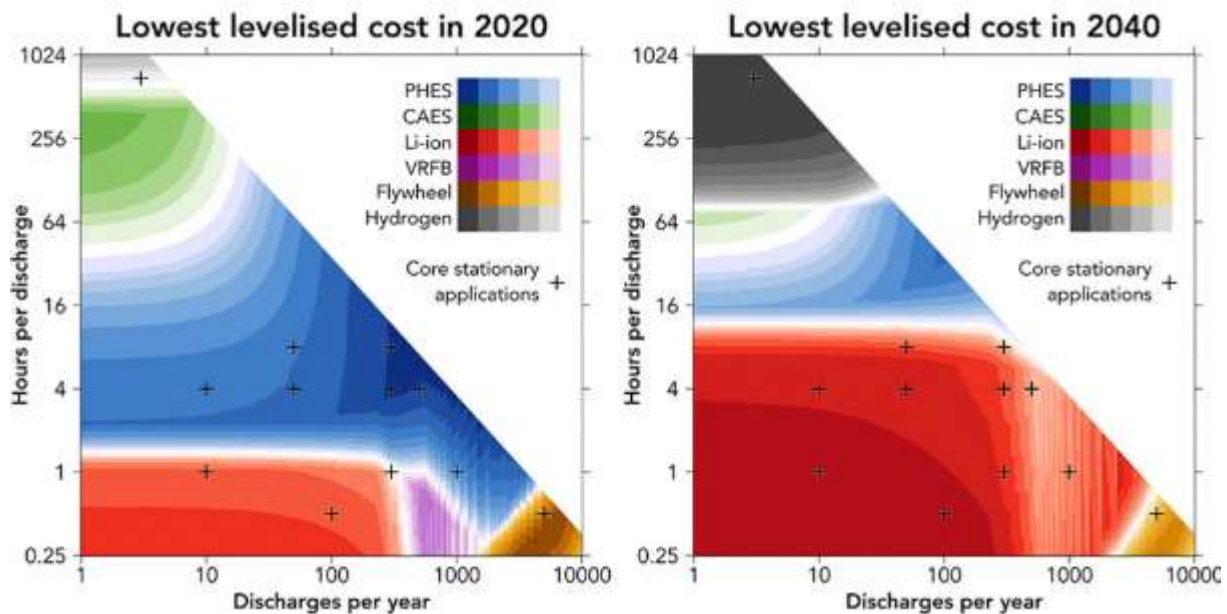 Lowest levelised cost in 2020
1024
256
64
16
4
1
0.25
Hours per discharge
PHES
CAES
Li-ion
VRFB
Flywheel
Hydrogen
Core stationary
applications
1 10 100 1000 10000
Discharges per year
Lowest levelised cost in 2040
1024
256
64
16
4
1
0.25
Hours per discharge
PHES
CAES
Li-ion
VRFB
Flywheel
Hydrogen
Core stationary
applications
1 10 100 1000 10000
Discharges per year